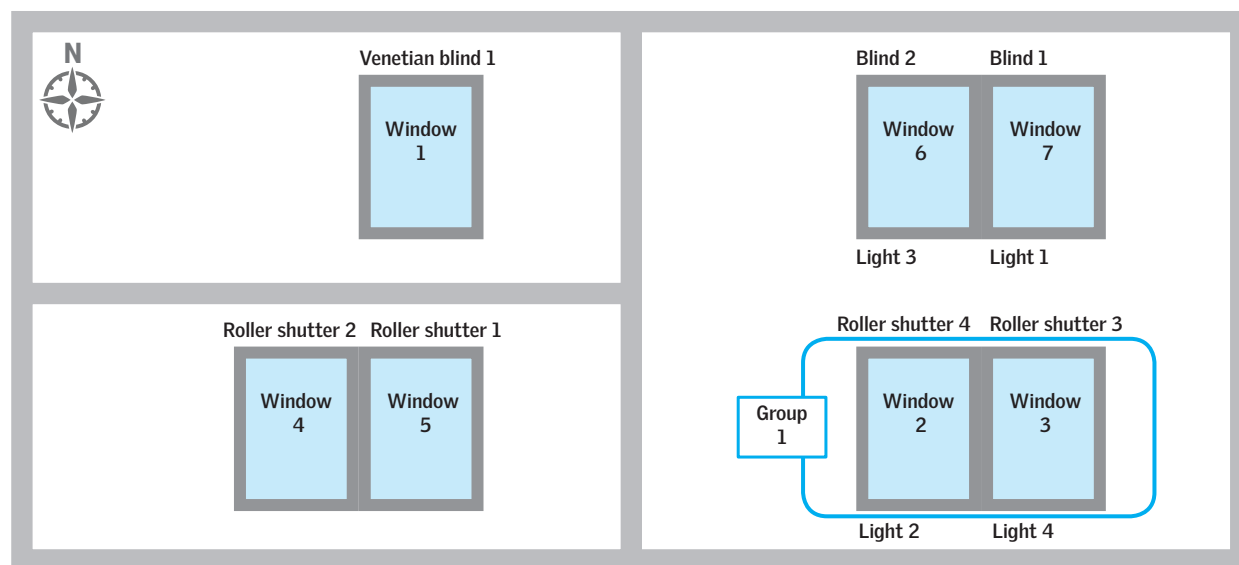 N
Venetian blind 1
Window
1
Roller shutter 2 Roller shutter 1
Window
4
Window
5
Blind 2 Blind 1
Window
6
Window
7
Light 3 Light 1
Roller shutter 4 Roller shutter 3
Group
1
Window
2
Window
3
Light 2 Light 4